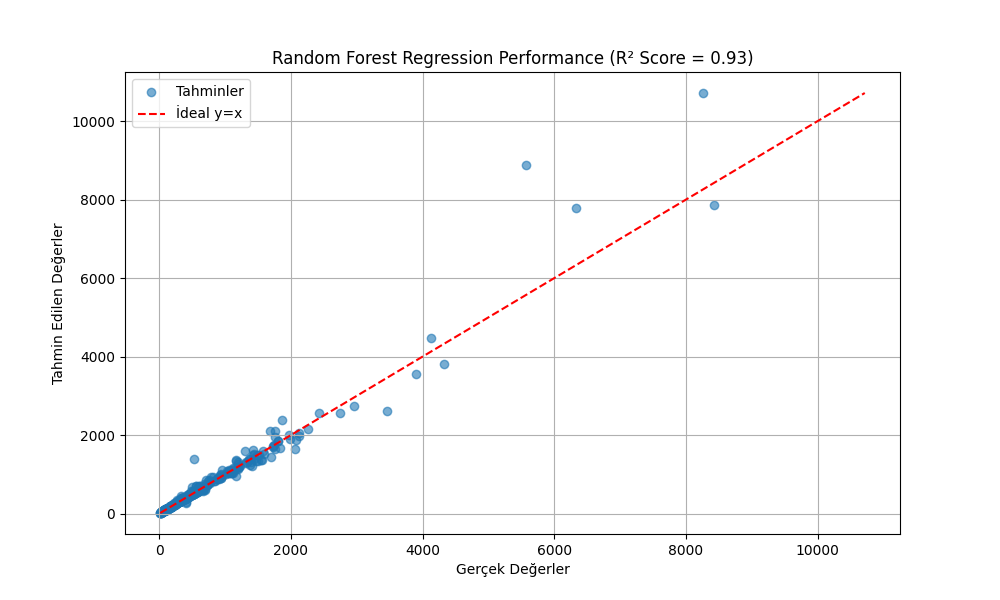 Random Forest Regression Performance (R² Score = 0.93)
Tahminler
İdeal y=x
10000
8000
6000
4000
2000
0
Tahmin Edilen Değerler
0 2000 4000 6000 8000 10000
Gerçek Değerler